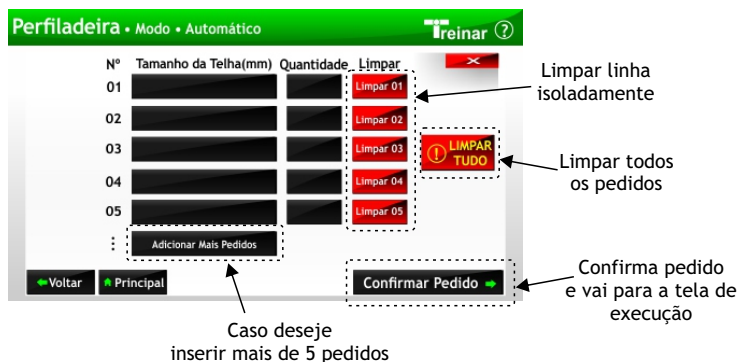 Perfiladeira • Modo • Automático
Treinar ?
Nº Tamanho da Telha(mm) Quantidade Limpar
01 Limpar 01
02 Limpar 02
03 Limpar 03
04 Limpar 04
05 Limpar 05
! LIMPAR
TUDO
Adicionar Mais Pedidos
Voltar Principal Confirmar Pedido
Limpar linha
isoladamente
Limpar todos
os pedidos
Confirma pedido
e vai para a tela de
execução
Caso deseje
inserir mais de 5 pedidos